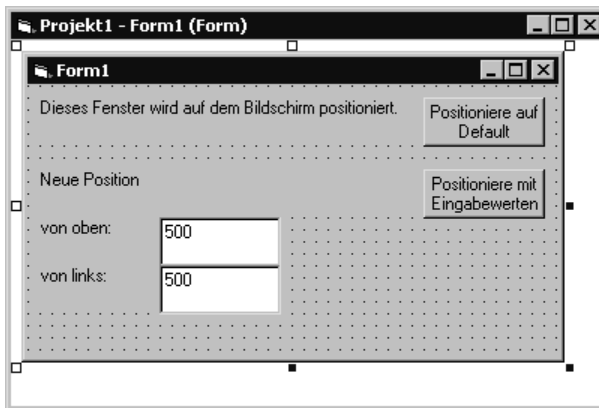 Projekt1 - Form1 (Form)
Form1
Dieses Fenster wird auf dem Bildschirm positioniert.
Positioniere auf
Default
Neue Position
Positioniere mit
Eingabewerten
von oben:
500
von links:
500